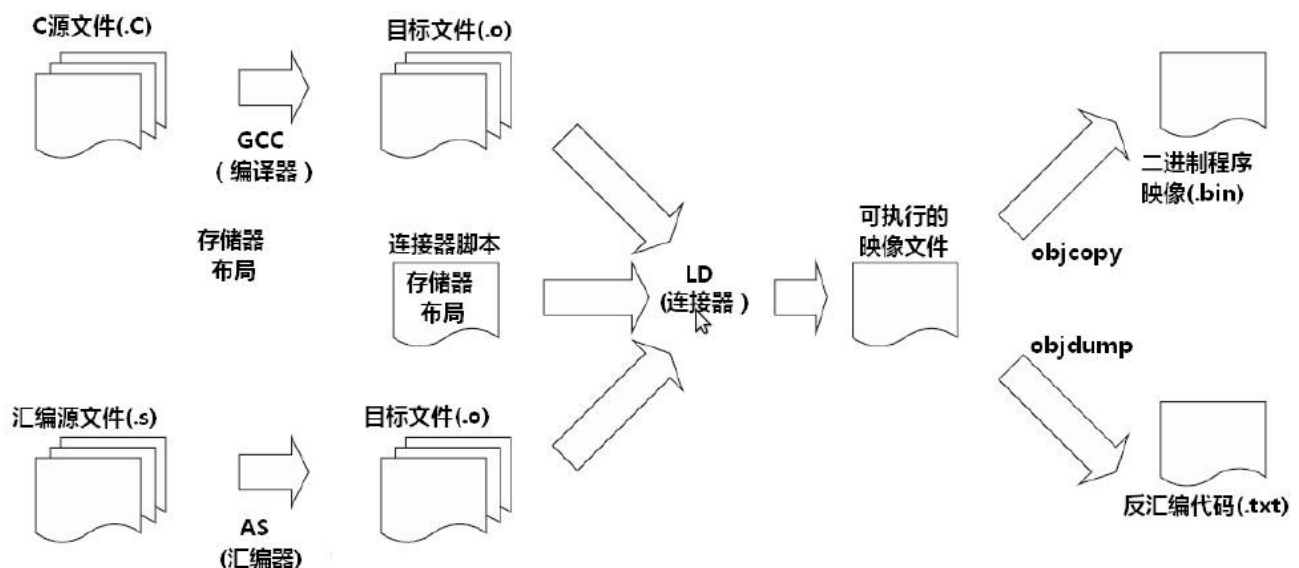 C源文件(.C)
目标文件(.o)
GCC
(编译器)
二进制程序
映像(.bin)
存储器
布局
连接器脚本
存储器
布局
LD
(连接器)
可执行的
映像文件
objcopy
objdump
汇编源文件(.s)
目标文件(.o)
AS
(汇编器)
反汇编代码(.txt)